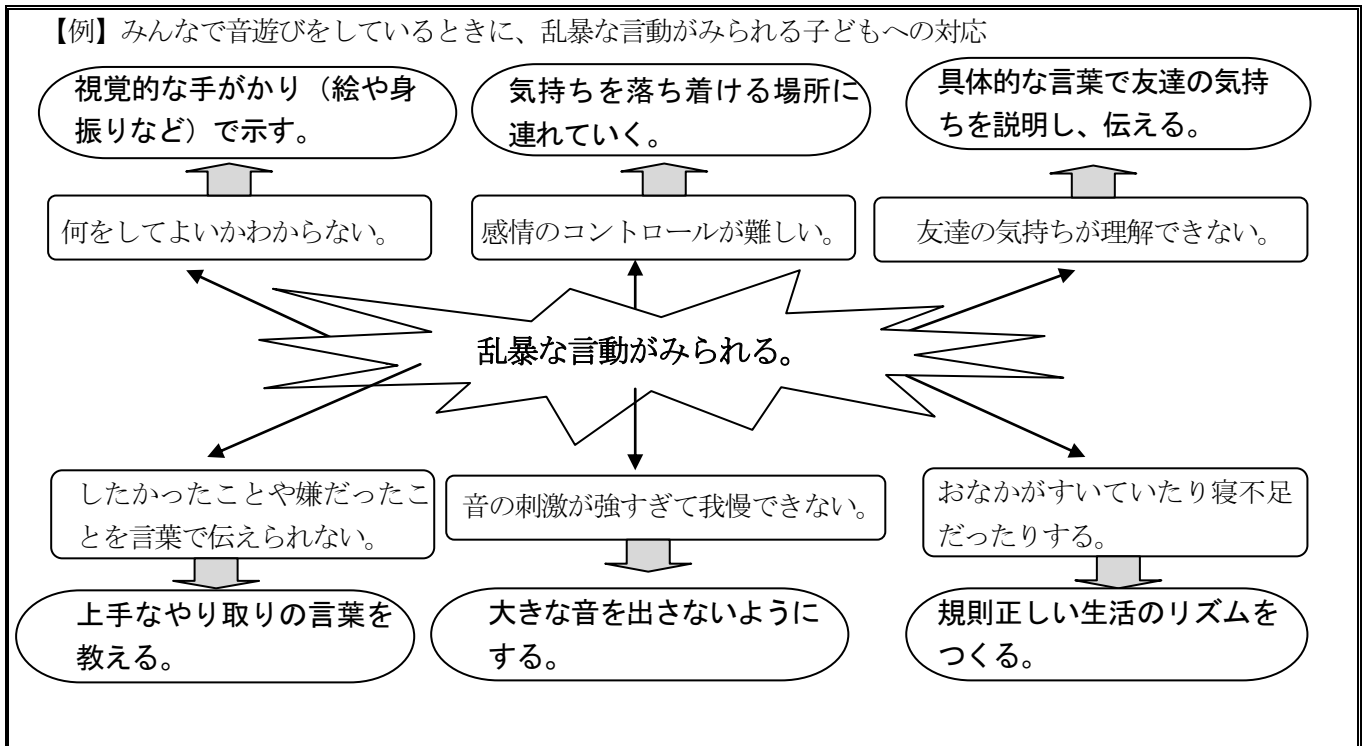 【例】みんなで音遊びをしているときに、乱暴な言動がみられる子どもへの対応
視覚的な手がかり（絵や身
振りなど）で示す。
気持ちを落ち着ける場所に
連れていく。
具体的な言葉で友達の気持
ちを説明し、伝える。
何をしてよいかわからない。
感情のコントロールが難しい。
友達の気持ちが理解できない。
乱暴な言動がみられる。
したかったことや嫌だったこ
とを言葉で伝えられない。
音の刺激が強すぎて我慢できない。
おなかがすいていたり寝不足
だったりする。
上手なやり取りの言葉を
教える。
大きな音を出さないように
する。
規則正しい生活のリズムを
つくる。